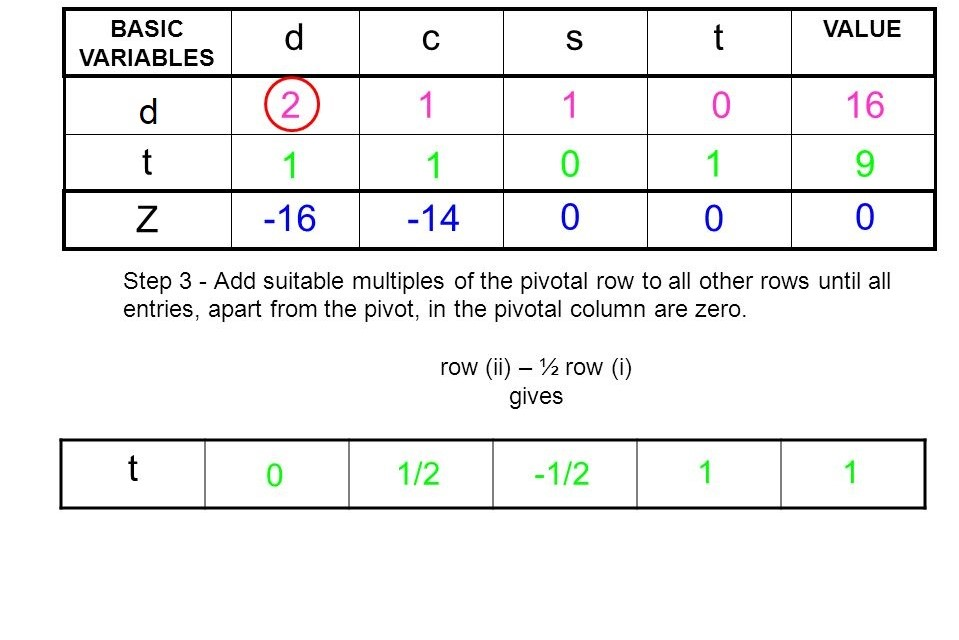 BASIC VARIABLES d c s t VALUE
d 2 1 1 0 16
t 1 1 0 1 9
Z -16 -14 0 0 0
Step 3 - Add suitable multiples of the pivotal row to all other rows until all
entries, apart from the pivot, in the pivotal column are zero.
row (ii) – ½ row (i)
gives
t 0 1/2 -1/2 1 1